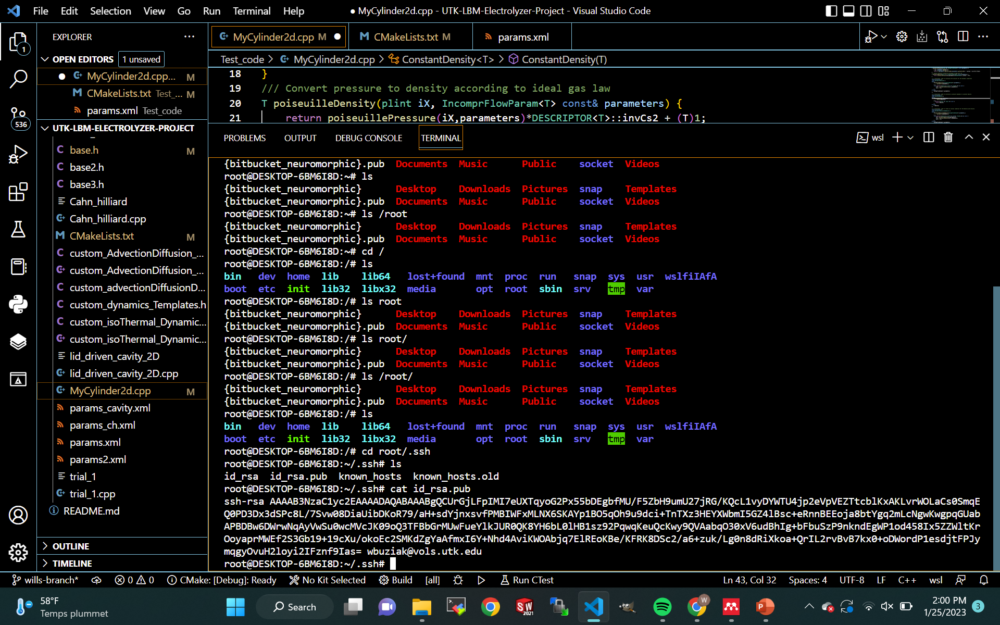 File Edit Selection View Go Run Terminal Help
● MyCylinder2d.cpp - UTK-LBM-Electrolyzer-Project - Visual Studio Code
EXPLORER
MyCylinder2d.cpp M
CMakeLists.txt M
params.xml
OPEN EDITORS 1 unsaved
MyCylinder2d.cpp... M
CMakeLists.txt Test_... M
params.xml Test_code
1
536
UTK-LBM-ELECTROLYZER-PROJECT
base.h M
base2.h
base3.h
Cahn_hilliard
Cahn_hilliard.cpp
CMakeLists.txt M
custom_AdvectionDiffusion_...
custom_AdvectionDiffusion_...
custom_advectionDiffusionD...
custom_dynamics_Templates.h
custom_isoThermal_Dynamic...
custom_isoThermal_Dynamic...
lid_driven_cavity_2D
lid_driven_cavity_2D.cpp
MyCylinder2d.cpp M
params_cavity.xml
params_ch.xml
params.xml
params2.xml
trial_1
trial_1.cpp
README.md
OUTLINE
TIMELINE
Test_code > MyCylinder2d.cpp > ConstantDensity<T> > ConstantDensity(T)
18 }
19 /// Convert pressure to density according to ideal gas law
20 T poiseuilleDensity(plint iX, IncomprFlowParam<T> const& parameters) {
21 return poiseuillePressure(iX,parameters)*DESCRIPTOR<T>::invCs2 + (T)1;
PROBLEMS OUTPUT DEBUG CONSOLE TERMINAL
wsl
{bitbucket_neuromorphic}.pub Documents Music Public socket Videos
root@DESKTOP-6BM6I8D:~# ls
{bitbucket_neuromorphic} Desktop Downloads Pictures snap Templates
{bitbucket_neuromorphic}.pub Documents Music Public socket Videos
root@DESKTOP-6BM6I8D:~# ls /root
{bitbucket_neuromorphic} Desktop Downloads Pictures snap Templates
{bitbucket_neuromorphic}.pub Documents Music Public socket Videos
root@DESKTOP-6BM6I8D:~# cd /
root@DESKTOP-6BM6I8D:/# ls
bin dev home lib lib64 lost+found mnt proc run snap sys usr wslfiIAfA
boot etc init lib32 libx32 media opt root sbin srv tmp var
root@DESKTOP-6BM6I8D:/# ls root
{bitbucket_neuromorphic} Desktop Downloads Pictures snap Templates
{bitbucket_neuromorphic}.pub Documents Music Public socket Videos
root@DESKTOP-6BM6I8D:/# ls root/
{bitbucket_neuromorphic} Desktop Downloads Pictures snap Templates
{bitbucket_neuromorphic}.pub Documents Music Public socket Videos
root@DESKTOP-6BM6I8D:/# ls /root/
{bitbucket_neuromorphic} Desktop Downloads Pictures snap Templates
{bitbucket_neuromorphic}.pub Documents Music Public socket Videos
root@DESKTOP-6BM6I8D:/# ls
bin dev home lib lib64 lost+found mnt proc run snap sys usr wslfiIAfA
boot etc init lib32 libx32 media opt root sbin srv tmp var
root@DESKTOP-6BM6I8D:/# cd root/.ssh
root@DESKTOP-6BM6I8D:~/.ssh# ls
id_rsa id_rsa.pub known_hosts known_hosts.old
root@DESKTOP-6BM6I8D:~/.ssh# cat id_rsa.pub
ssh-rsa AAAAB3NzaC1yc2EAAAADAQABAAABgQCUrGjLFpIMI7eUXTqyoG2Px55bDEgbfMU/F5ZbH9umU27jRG/KQcL1vyDYWTU4jp2eVpVEZTtcblKxAKLvrWOLaCs0SmqE
Q0PD3Dx3dSPc8L/7Svw08DiaUibDKoR79/aH+sdYjnxsvfPMBIWFxMLNX6SKAYp1BO5qOh9u9dci+TnTXz3HEYXWbmI5GZ4lBsc+eRnnBEEoja8btYgq2mLcNgwKwgpqGUab
APBDBw6DWrwNqAyVwSu0wcMVcJK09oQ3TFBbGrMUwFueYlkJUR0QK8YH6bL0lHB1sz92PqwqKeuQcKwy9QVAabqO30xV6udBhIg+bFbuSzP9nkndEgWP1od458Ix5ZZWltKr
OoyaprMWEf2S3Gb19+19cXu/okoEc2SMKdZgYaAfmxI6Y+Nhd4AviKWOAbjq7ElREoKBe/KFRK8DSc2/a6+zuk/Lg0n8dRiXkoa+QrIL2rvBvB7kx0+oDWordP1esdjtFPJy
mqgyOvuH2loyi2IFznf9Ias= wbuziak@vols.utk.edu
root@DESKTOP-6BM6I8D:~/.ssh#
wills-branch* 0 0 CMake: [Debug]: Ready No Kit Selected Build [all] Run CTest Ln 43, Col 32 Spaces: 4 UTF-8 LF C++ wsl
58°F
Temps plummet
Search
SW
2021
W
P
2:00 PM
1/25/2023
3